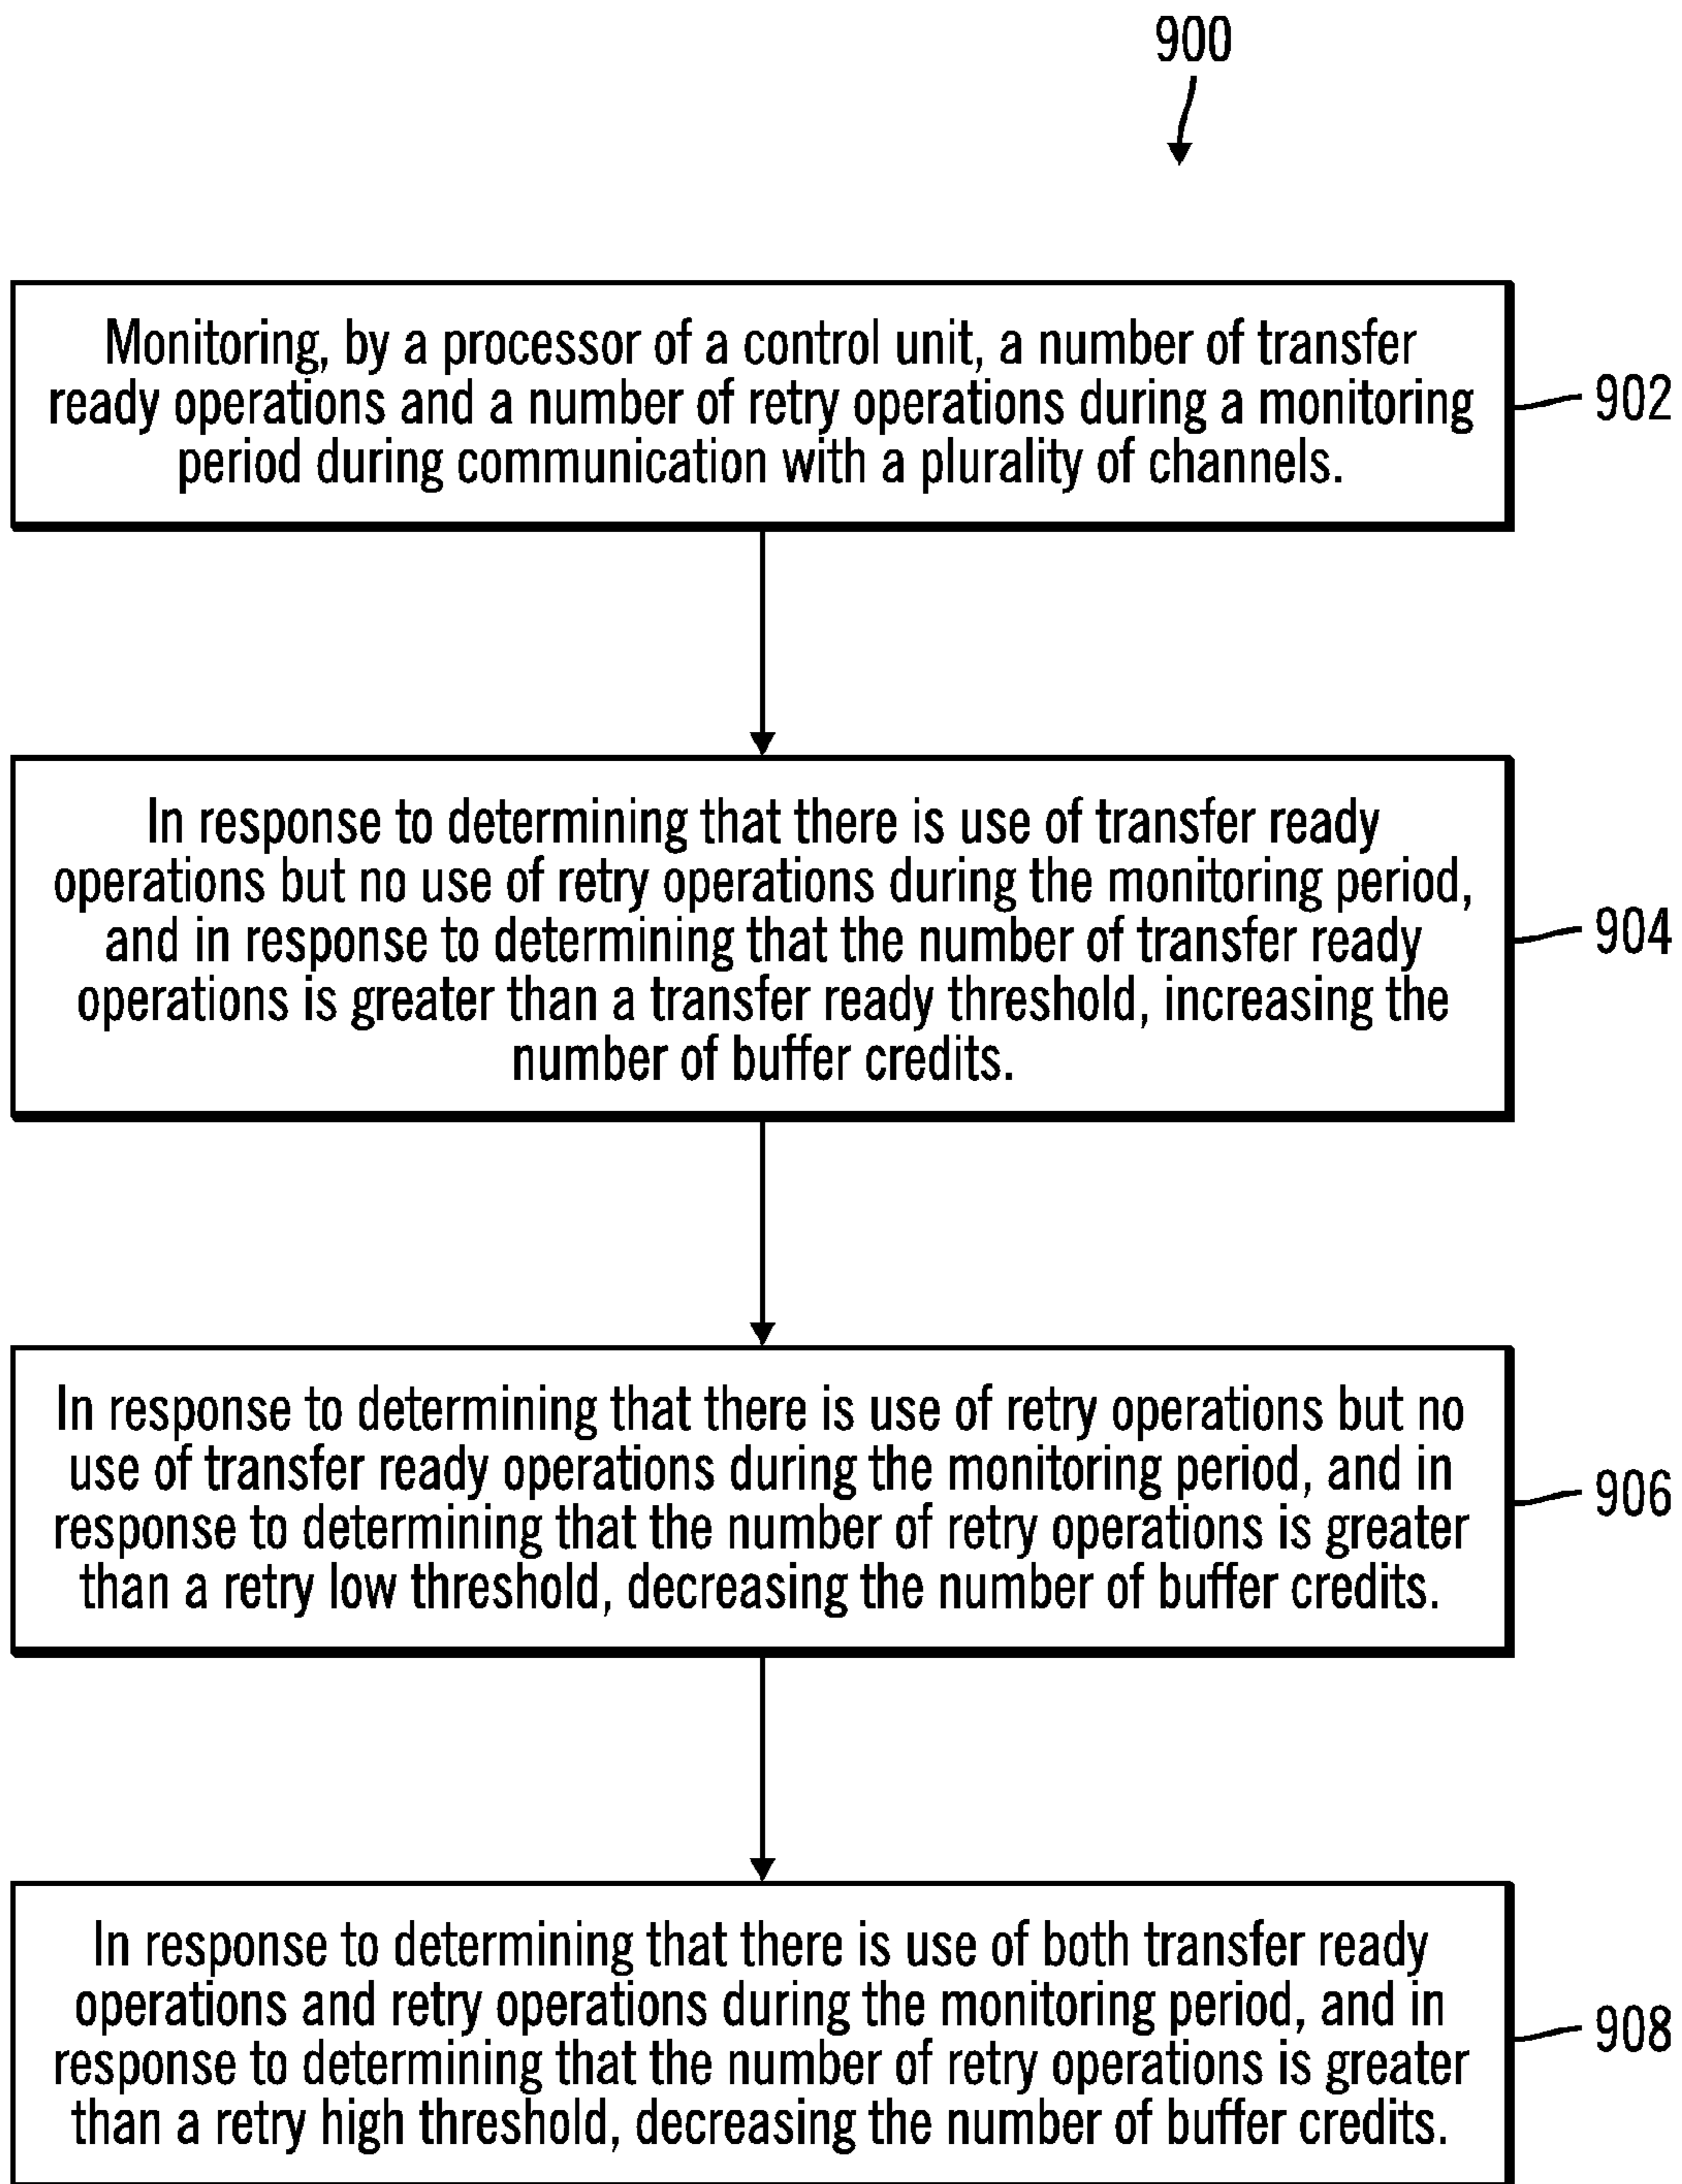 900
Monitoring, by a processor of a control unit, a number of transfer
ready operations and a number of retry operations during a monitoring
period during communication with a plurality of channels.
902
In response to determining that there is use of transfer ready
operations but no use of retry operations during the monitoring period,
and in response to determining that the number of transfer ready
operations is greater than a transfer ready threshold, increasing the
number of buffer credits.
904
In response to determining that there is use of retry operations but no
use of transfer ready operations during the monitoring period, and in
response to determining that the number of retry operations is greater
than a retry low threshold, decreasing the number of buffer credits.
906
In response to determining that there is use of both transfer ready
operations and retry operations during the monitoring period, and in
response to determining that the number of retry operations is greater
than a retry high threshold, decreasing the number of buffer credits.
908